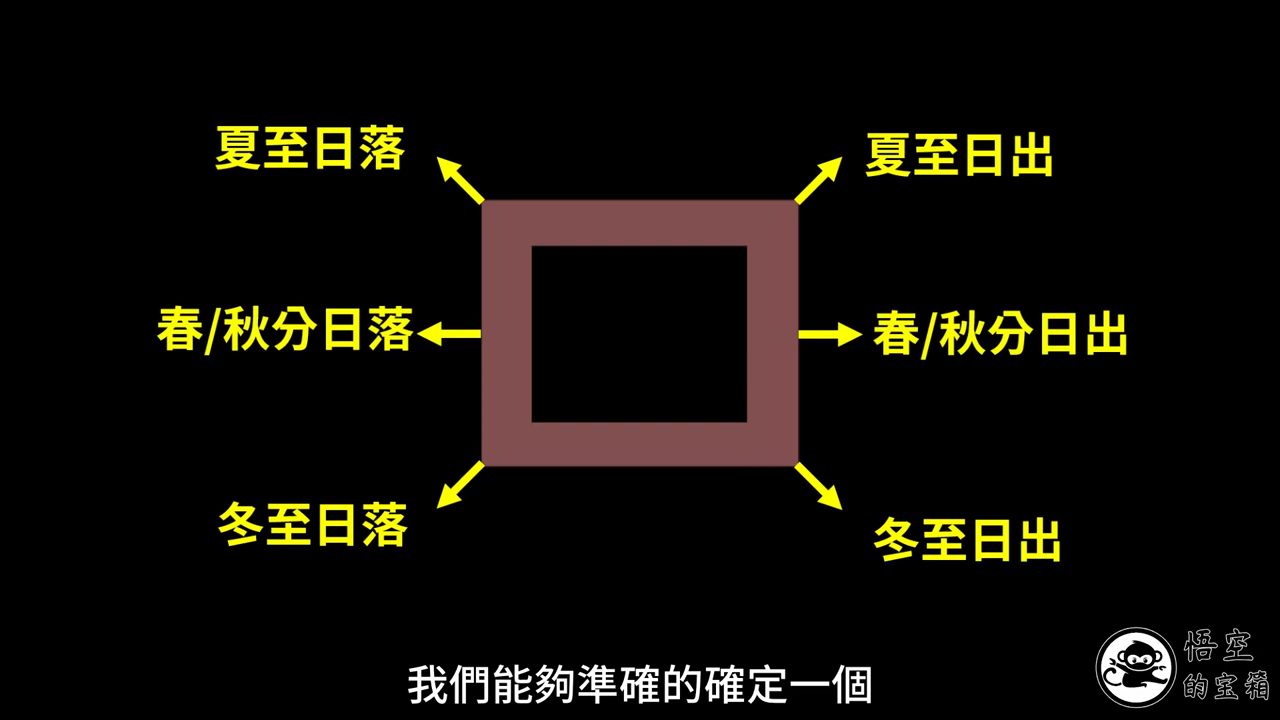 夏至日落
夏至日出
春/秋分日落
春/秋分日出
冬至日落
冬至日出
我們能夠準確的確定一個
悟空
的宝箱